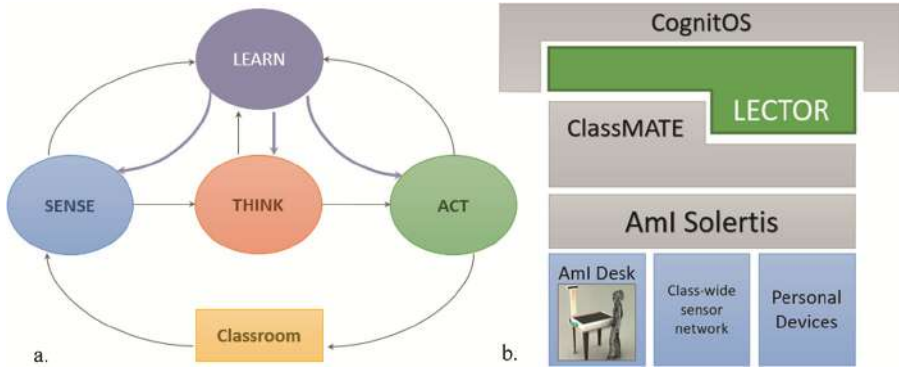 LEARN
SENSE
THINK
ACT
Classroom
a.
CognitOS
LECTOR
ClassMATE
AmI Solertis
AmI Desk
Class-wide
sensor
network
Personal
Devices
b.